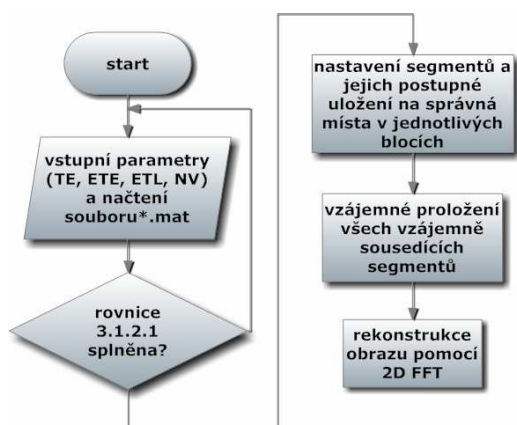 start
vstupní parametry
(TE, ETE, ETL, NV)
a načtení
souboru*.mat
rovnice
3.1.2.1
splněna?
nastavení segmentů a
jejich postupné
uložení na správná
místa v jednotlivých
blocích
vzájemné proložení
všech vzájemně
sousedících
segmentů
rekonstrukce
obrazu pomocí
2D FFT